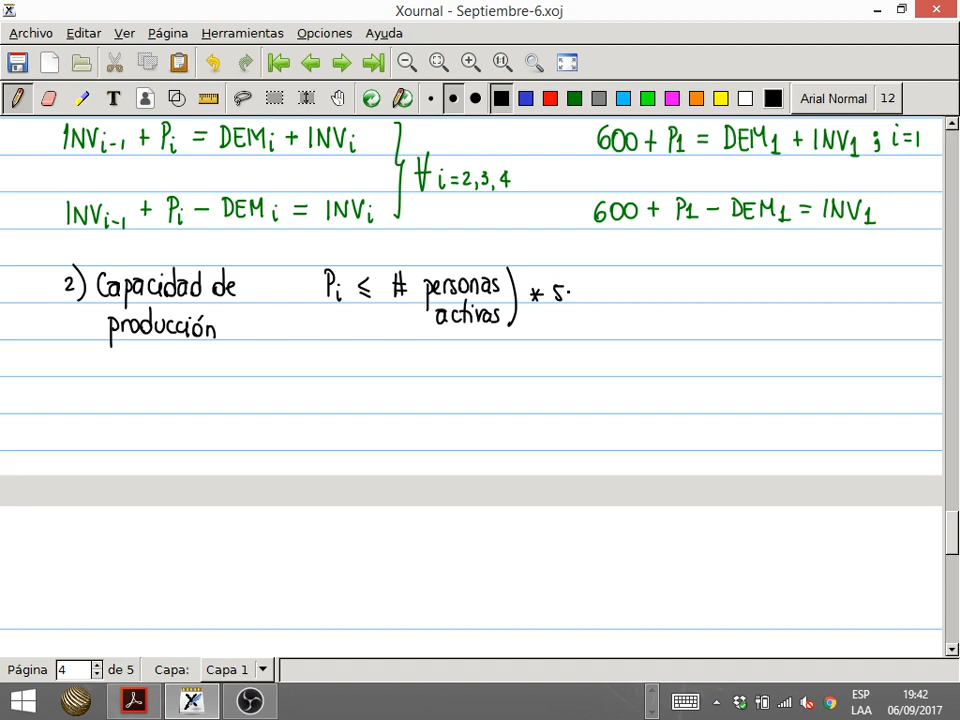 Xournal - Septiembre-6.xoj
Archivo Editar Ver Página Herramientas Opciones Ayuda
Arial Normal 12
INVi-1 + Pi = DEMi + INVi
∀ i=2,3,4
600 + P1 = DEM1 + INV1 ; i=1
INVi-1 + Pi - DEMi = INVi
600 + P1 - DEM1 = INV1
2) Capacidad de
producción
Pi ≤ # personas
activas) * 5.
Página 4 de 5 Capa: Capa 1
ESP 19:42
LAA 06/09/2017